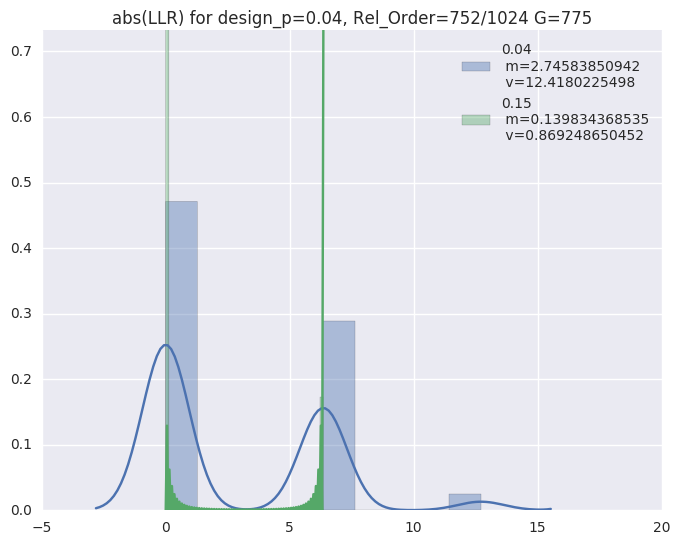 abs(LLR) for design_p=0.04, Rel_Order=752/1024 G=775
0.04
m=2.74583850942
v=12.4180225498
0.15
m=0.139834368535
v=0.869248650452
0.7
0.6
0.5
0.4
0.3
0.2
0.1
0.0
−5 0 5 10 15 20